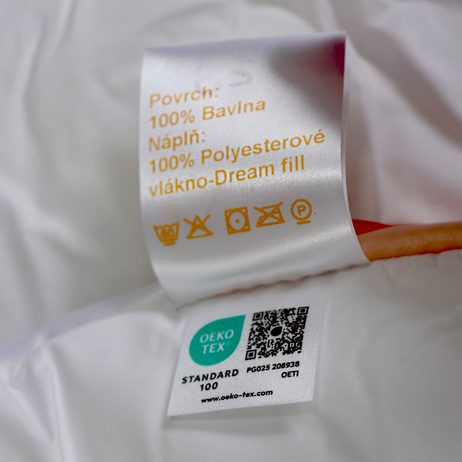 Povrch:
100% Bavlna
Náplň:
100% Polyesterové
vlákno-Dream fill
60
P
OEKO
TEX
STANDARD
100
PG025 208938
OETI
www.oeko-tex.com